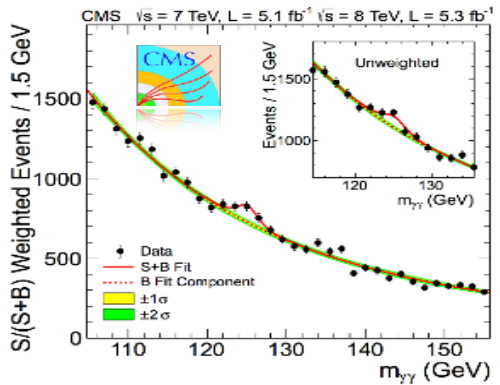 CMS √s = 7 TeV, L = 5.1 fb⁻¹ √s = 8 TeV, L = 5.3 fb⁻¹
S/(S+B) Weighted Events / 1.5 GeV
1500
1000
500
0
CMS
Unweighted
Events / 1.5 GeV
1500
1000
120 130
mγγ (GeV)
Data
S+B Fit
B Fit Component
±1σ
±2σ
110 120 130 140 150
mγγ (GeV)